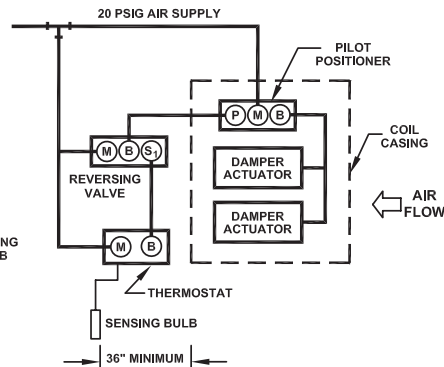 20 PSIG AIR SUPPLY
PILOT
POSITIONER
P M B
COIL
CASING
M B S1
REVERSING
VALVE
DAMPER
ACTUATOR
AIR
FLOW
DAMPER
ACTUATOR
NG
B
M B
THERMOSTAT
SENSING BULB
36" MINIMUM